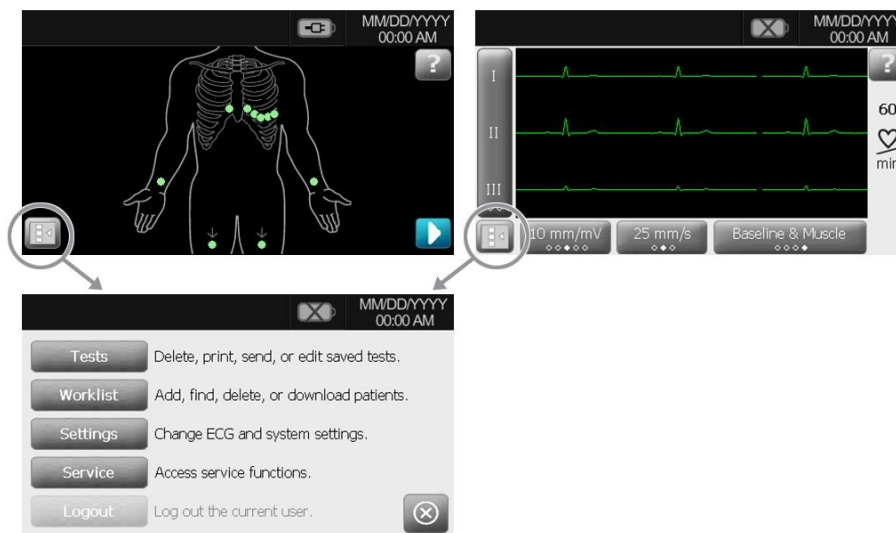 MM/DD/YYYY
00:00 AM
?
MM/DD/YYYY
00:00 AM
?
I
II
III
60
min
10 mm/mV
25 mm/s
Baseline & Muscle
MM/DD/YYYY
00:00 AM
Tests Delete, print, send, or edit saved tests.
Worklist Add, find, delete, or download patients.
Settings Change ECG and system settings.
Service Access service functions.
Logout Log out the current user.